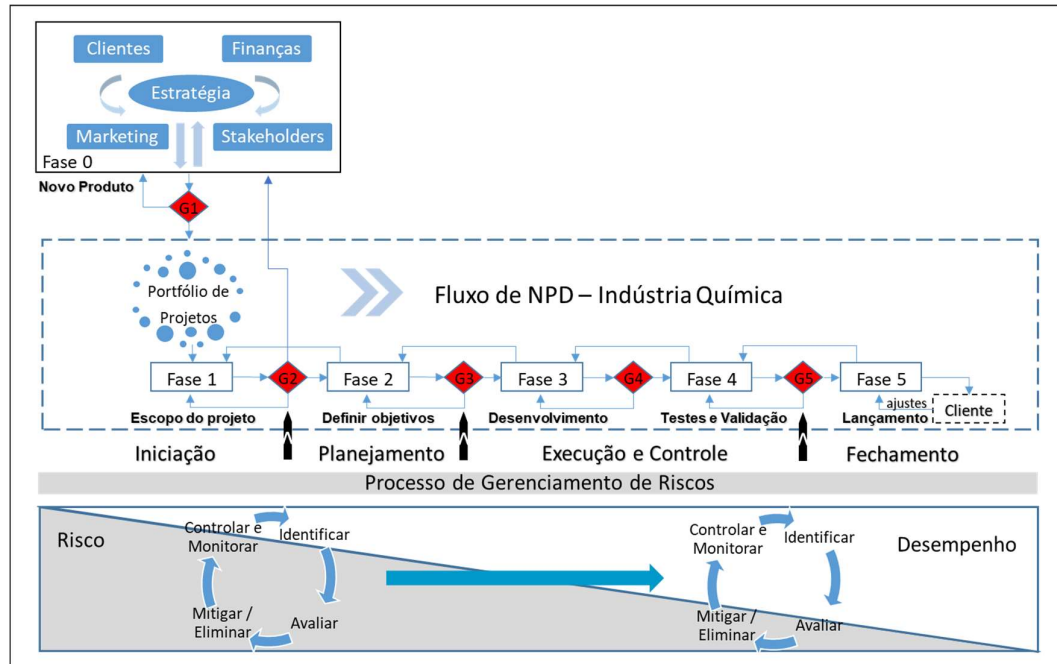 Clientes
Finanças
Estratégia
Marketing
Stakeholders
Fase 0
Novo Produto
G1
Portfólio de
Projetos
Fluxo de NPD – Indústria Química
Fase 1
G2
Fase 2
G3
Fase 3
G4
Fase 4
G5
Fase 5
ajustes
Cliente
Escopo do projeto
Definir objetivos
Desenvolvimento
Testes e Validação
Lançamento
Iniciação
Planejamento
Execução e Controle
Fechamento
Processo de Gerenciamento de Riscos
Risco
Controlar e
Monitorar
Identificar
Mitigar /
Eliminar
Avaliar
Controlar e
Monitorar
Identificar
Mitigar /
Eliminar
Avaliar
Desempenho